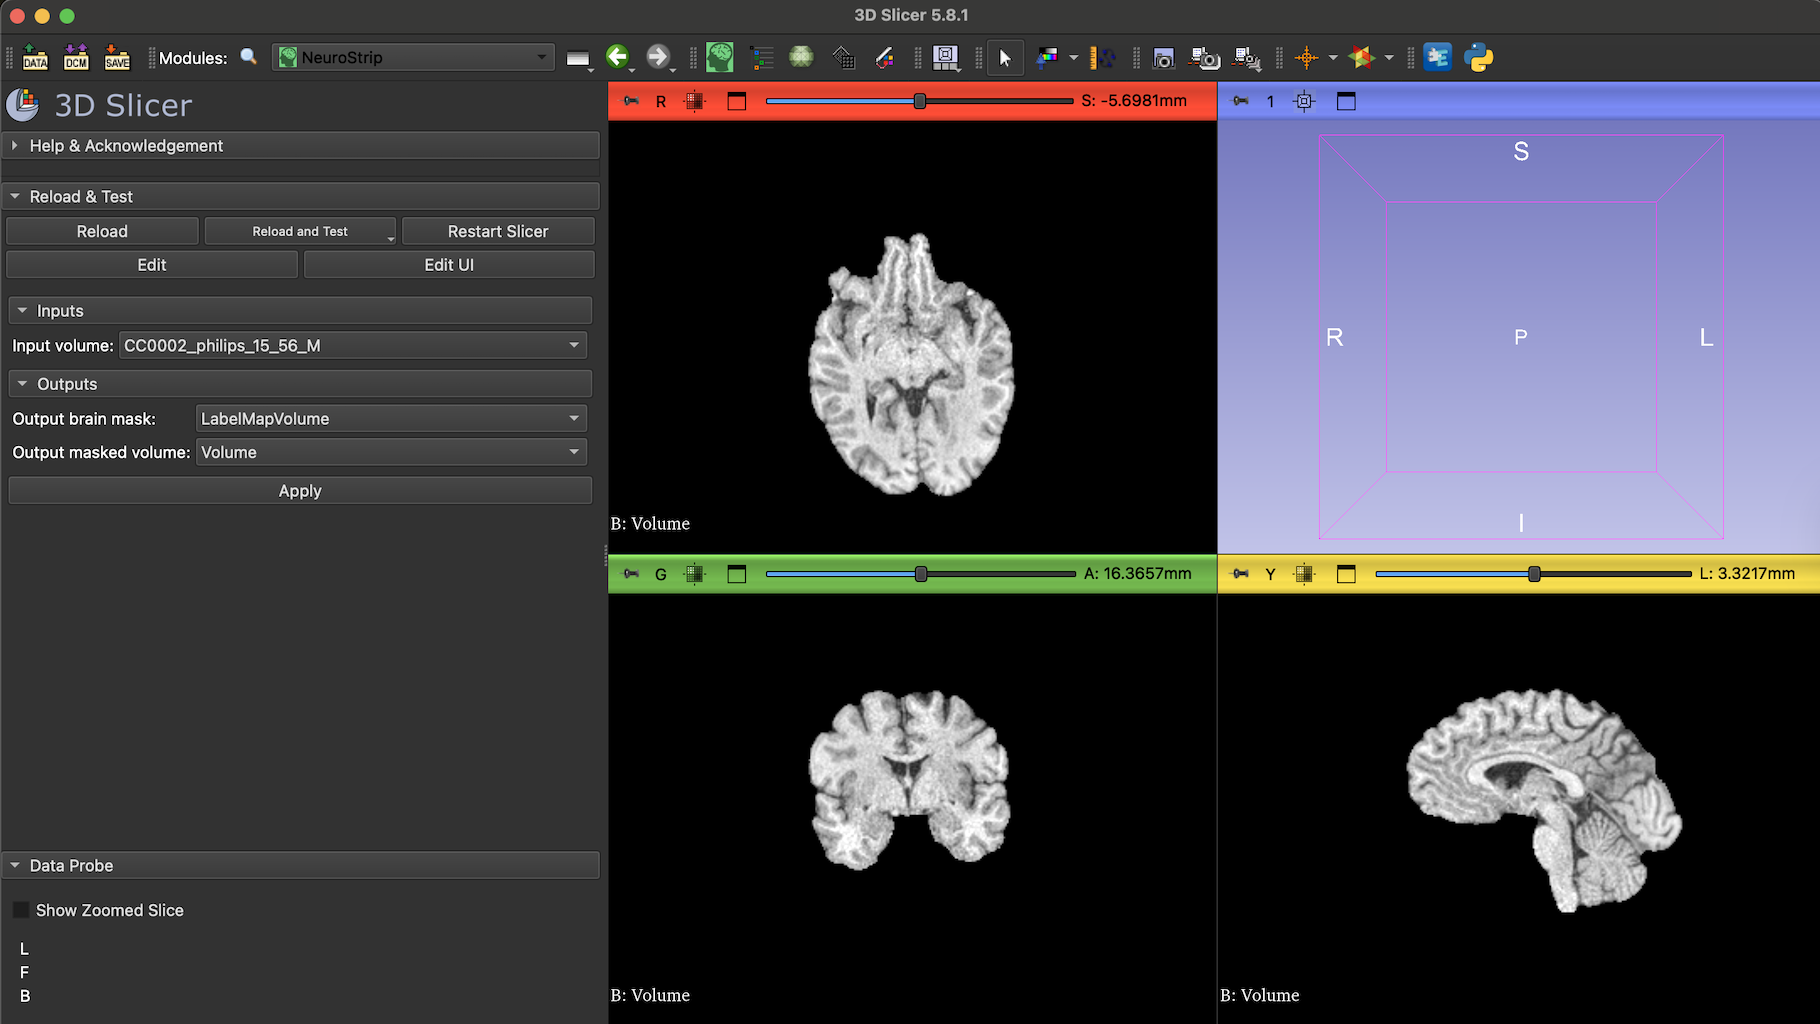 3D Slicer 5.8.1
DATA DCM SAVE Modules: NeuroStrip
3D Slicer
Help & Acknowledgement
Reload & Test
Reload Reload and Test Restart Slicer
Edit Edit UI
Inputs
Input volume: CC0002_philips_15_56_M
Outputs
Output brain mask: LabelMapVolume
Output masked volume: Volume
Apply
Data Probe
Show Zoomed Slice
L
F
B
R S: -5.6981mm
B: Volume
1
S
R P L
I
G A: 16.3657mm
B: Volume
Y L: 3.3217mm
B: Volume